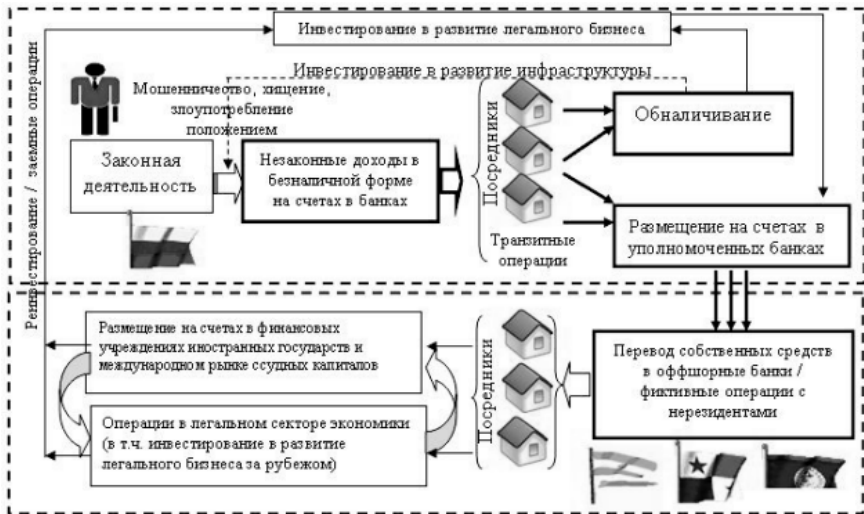 Инвестирование в развитие легального бизнеса
Инвестирование в развитие инфраструктуры
Мошенничество, хищение,
злоупотребление
положением
Законная
деятельность
Незаконные доходы в
безналичной форме
на счетах в банках
Посредники
Транзитные
операции
Обналичивание
Размещение на счетах в
уполномоченных банках
Реинвестирование / заемные операции
Размещение на счетах в финансовых
учреждениях иностранных государств и
международном рынке ссудных капиталов
Операции в легальном секторе экономики
(в т.ч. инвестирование в развитие
легального бизнеса за рубежом)
Посредники
Перевод собственных средств
в оффшорные банки /
фиктивные операции с
нерезидентами